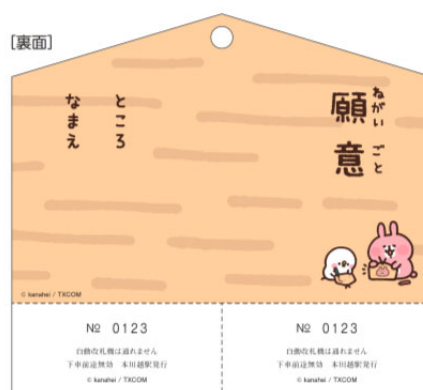 [裏面]
ねがいごと
願意
ところ
なまえ
© kanahei / TXCOM
№ 0123
自動改札機は通れません
下車前途無効 本川越駅発行
© kanahei / TXCOM
№ 0123
自動改札機は通れません
下車前途無効 本川越駅発行
© kanahei / TXCOM